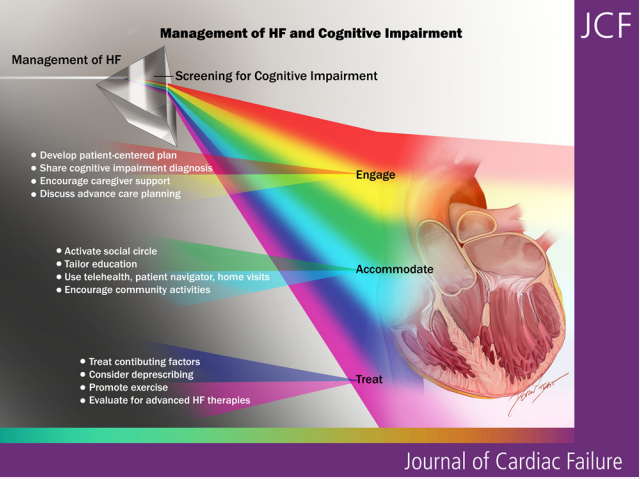 JCF
Management of HF and Cognitive Impairment
Management of HF
Screening for Cognitive Impairment
● Develop patient-centered plan
● Share cognitive impairment diagnosis
● Encourage caregiver support
● Discuss advance care planning
Engage
● Activate social circle
● Tailor education
● Use telehealth, patient navigator, home visits
● Encourage community activities
Accommodate
● Treat contibuting factors
● Consider deprescribing
● Promote exercise
● Evaluate for advanced HF therapies
Treat
Journal of Cardiac Failure